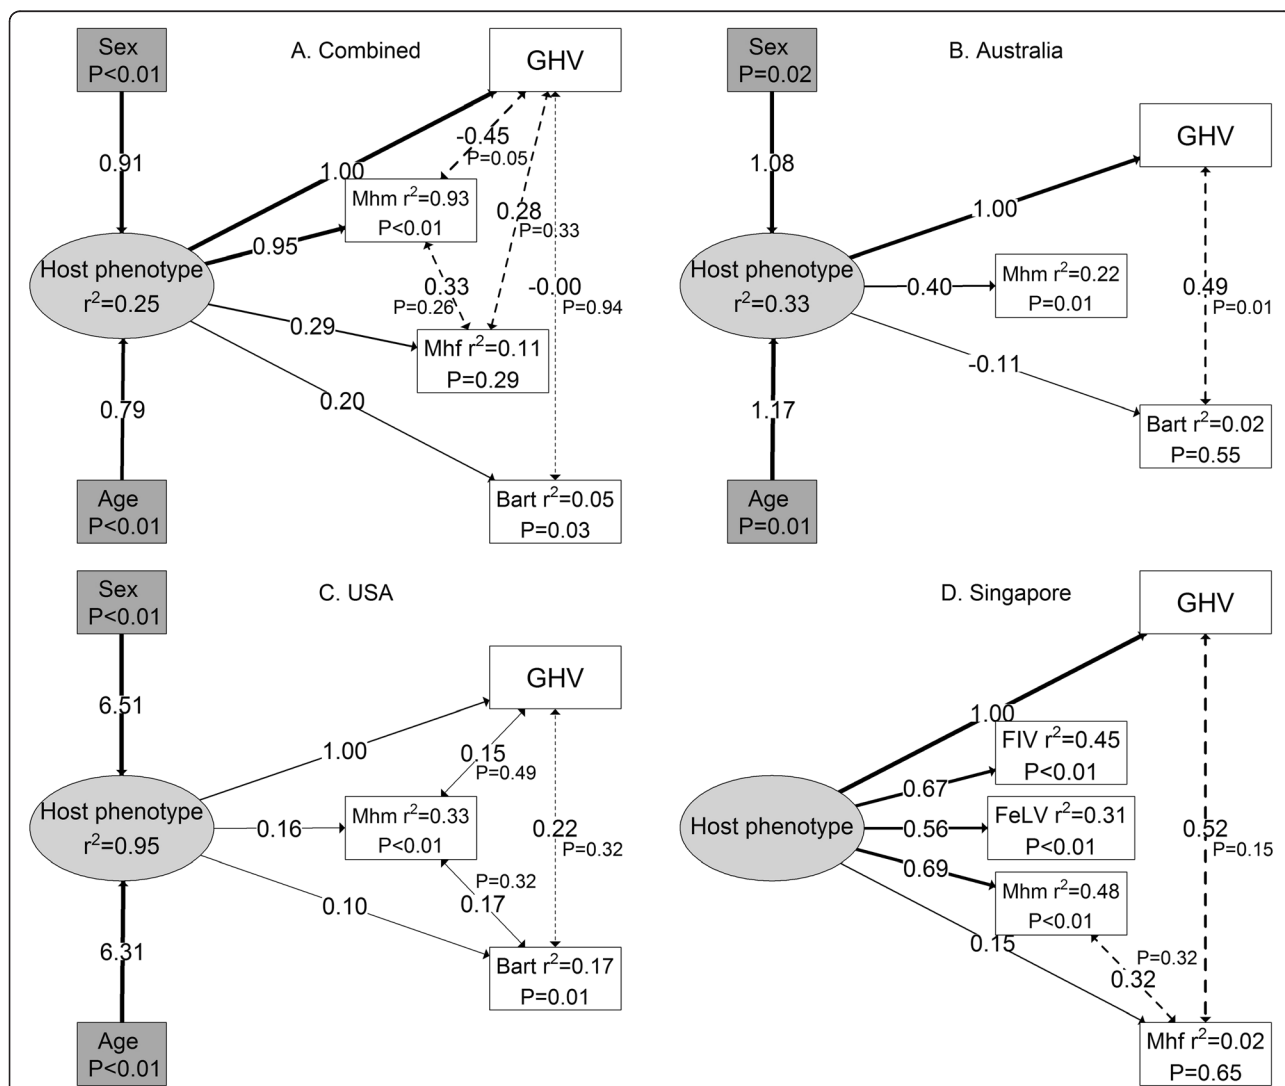 A. Combined
Sex
P<0.01
GHV
-0.45
P=0.05
0.91
1.00
Mhm r²=0.93
P<0.01
0.28
P=0.33
0.95
Host phenotype
r²=0.25
0.33
P=0.26
-0.00
P=0.94
0.29
Mhf r²=0.11
P=0.29
0.79
0.20
Age
P<0.01
Bart r²=0.05
P=0.03
B. Australia
Sex
P=0.02
GHV
1.08
1.00
Host phenotype
r²=0.33
0.40
Mhm r²=0.22
P=0.01
0.49
P=0.01
-0.11
1.17
Bart r²=0.02
P=0.55
Age
P=0.01
C. USA
Sex
P<0.01
GHV
6.51
1.00
0.15
P=0.49
Host phenotype
r²=0.95
0.16
Mhm r²=0.33
P<0.01
0.22
P=0.32
P=0.32
0.17
0.10
6.31
Bart r²=0.17
P=0.01
Age
P<0.01
D. Singapore
GHV
1.00
FIV r²=0.45
P<0.01
0.67
Host phenotype
0.56
FeLV r²=0.31
P<0.01
0.52
P=0.15
0.69
Mhm r²=0.48
P<0.01
0.15
P=0.32
0.32
Mhf r²=0.02
P=0.65